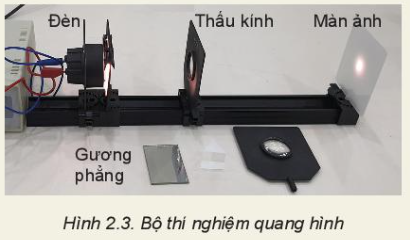 Đèn
Thấu kính
Màn ảnh
Gương
phẳng
Hình 2.3. Bộ thí nghiệm quang hình